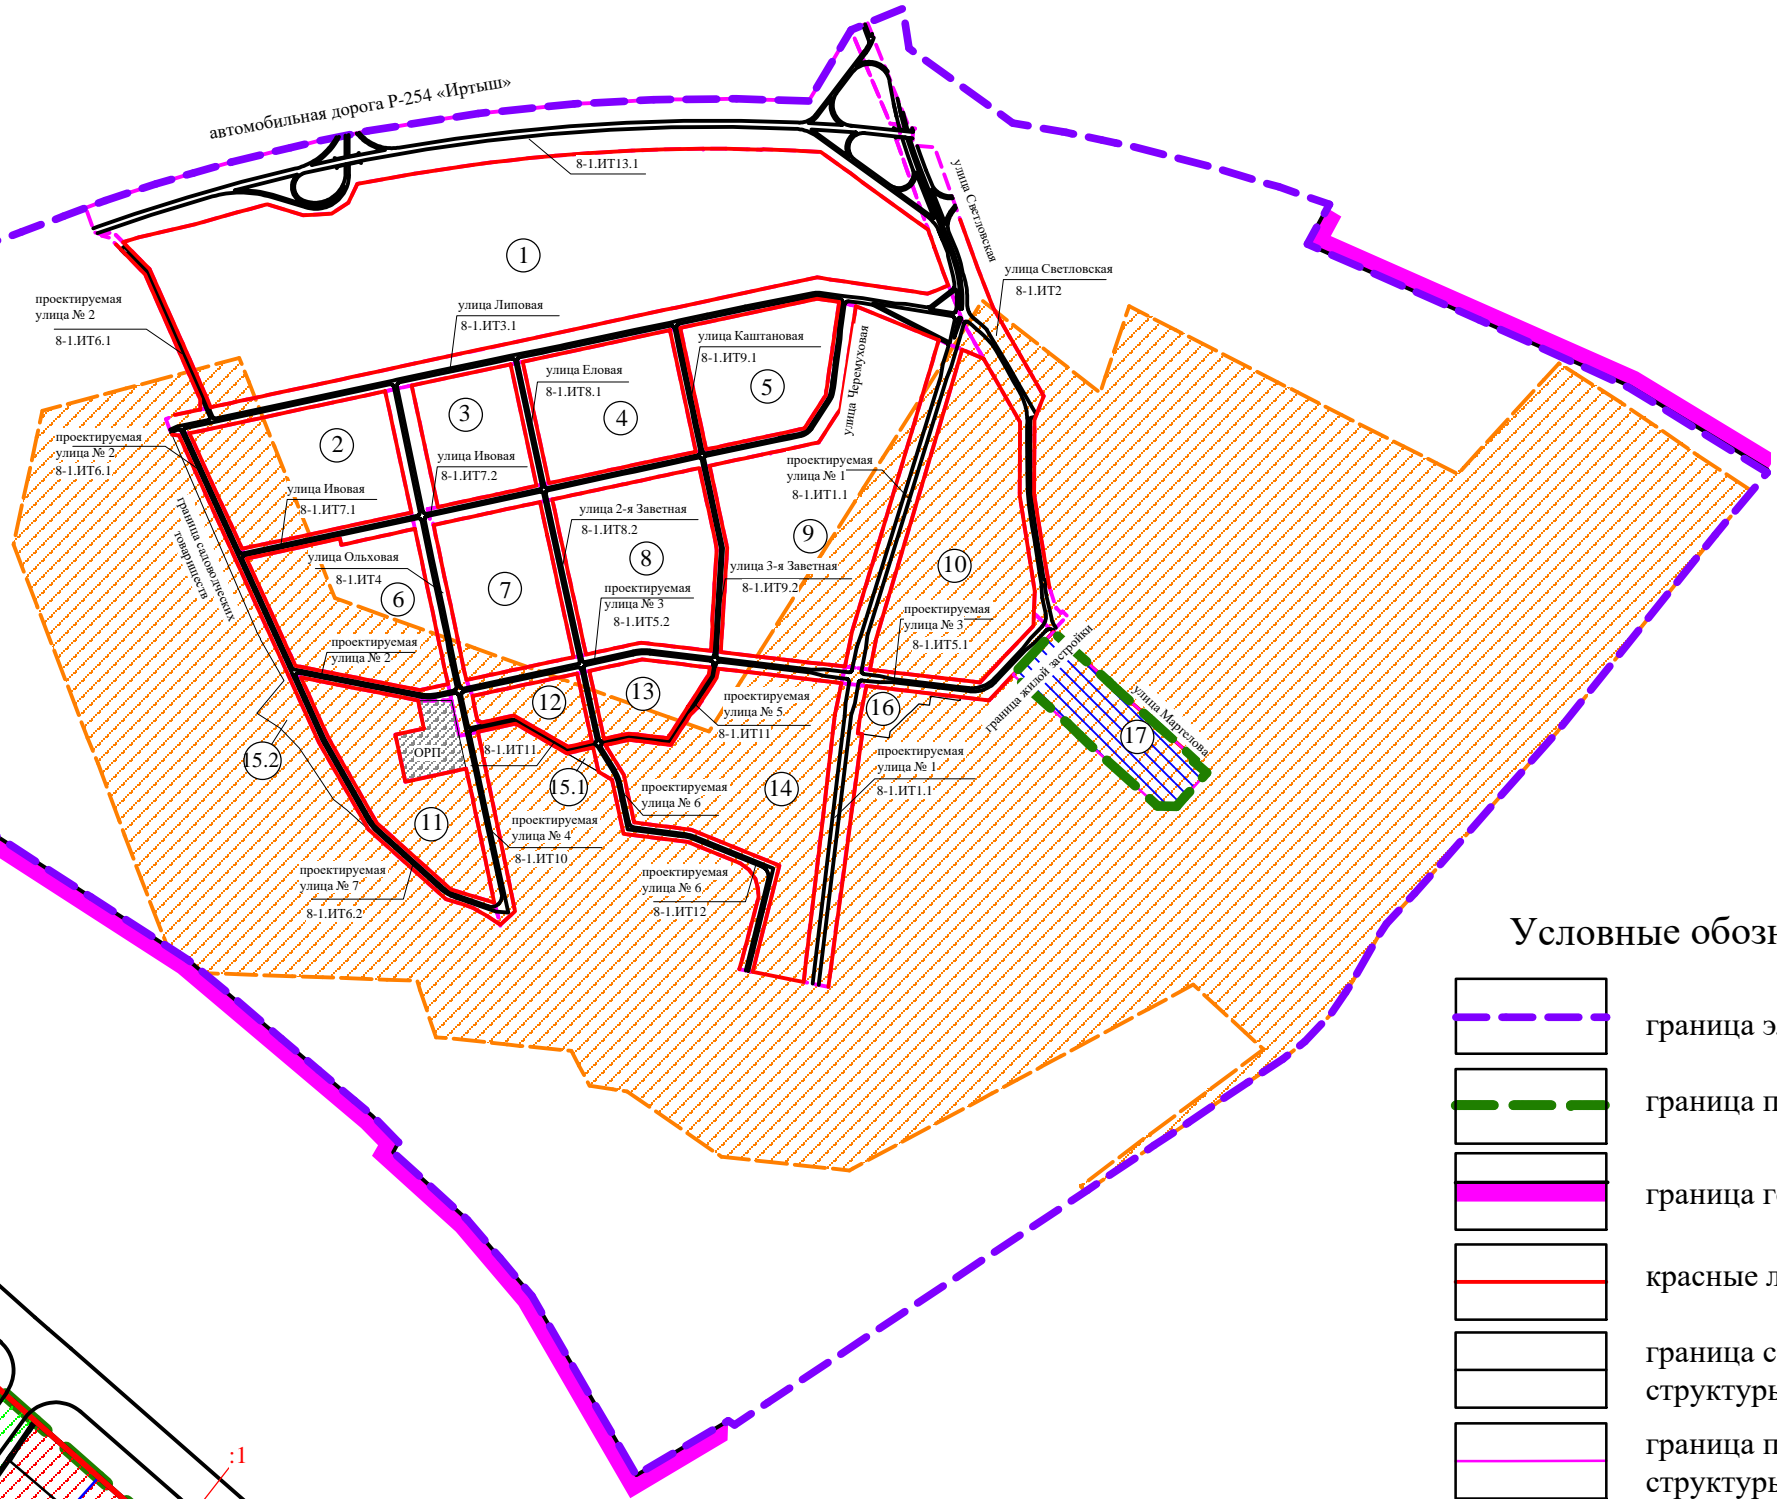 автомобильная дорога Р-254 «Иртыш»
8-1.ИТ13.1
улица Светловская
улица Светловская
8-1.ИТ2
1
проектируемая
улица № 2
8-1.ИТ6.1
улица Липовая
8-1.ИТ3.1
улица Каштановая
8-1.ИТ9.1
5
улица Черемуховая
улица Еловая
8-1.ИТ8.1
4
3
2
проектируемая
улица № 2
8-1.ИТ6.1
улица Ивовая
8-1.ИТ7.2
улица Ивовая
8-1.ИТ7.1
проектируемая
улица № 1
8-1.ИТ1.1
граница садоводческих
товариществ
улица 2-я Заветная
8-1.ИТ8.2
9
8
10
улица Ольховая
8-1.ИТ4
6
7
улица 3-я Заветная
8-1.ИТ9.2
проектируемая
улица № 3
8-1.ИТ5.2
проектируемая
улица № 3
8-1.ИТ5.1
проектируемая
улица № 2
граница жилой застройки
улица Мартелова
17
12
13
16
проектируемая
улица № 5
8-1.ИТ11
8-1.ИТ11
ОРП
15.2
15.1
14
проектируемая
улица № 1
8-1.ИТ1.1
проектируемая
улица № 6
11
проектируемая
улица № 4
8-1.ИТ10
проектируемая
улица № 7
8-1.ИТ6.2
проектируемая
улица № 6
8-1.ИТ12
Условные обозн
граница э
граница п
граница г
красные л
граница с
структуры
граница п
структуры
:1